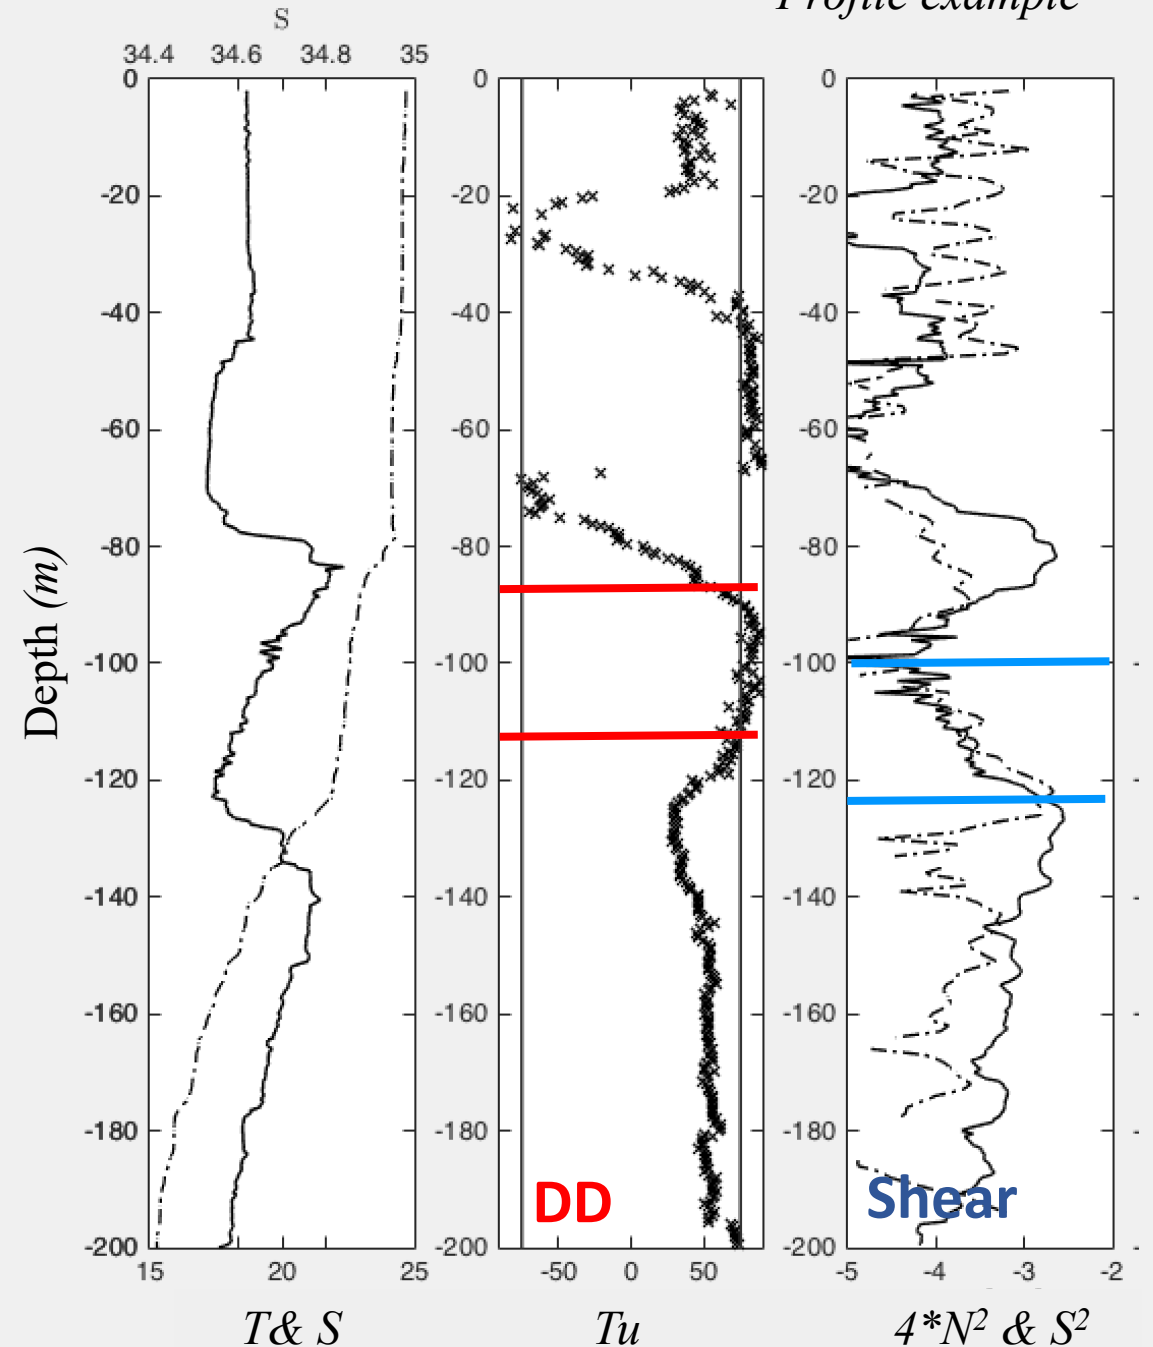 Profile example
S
34.4 34.6 34.8 35
0 0 0
-20 -20 -20
-40 -40 -40
-60 -60 -60
-80 -80 -80
-100 -100 -100
-120 -120 -120
-140 -140 -140
-160 -160 -160
-180 -180 -180
-200 -200 -200
Depth (m)
DD
Shear
15 20 25 -50 0 50 -5 -4 -3 -2
T& S Tu 4*N² & S²